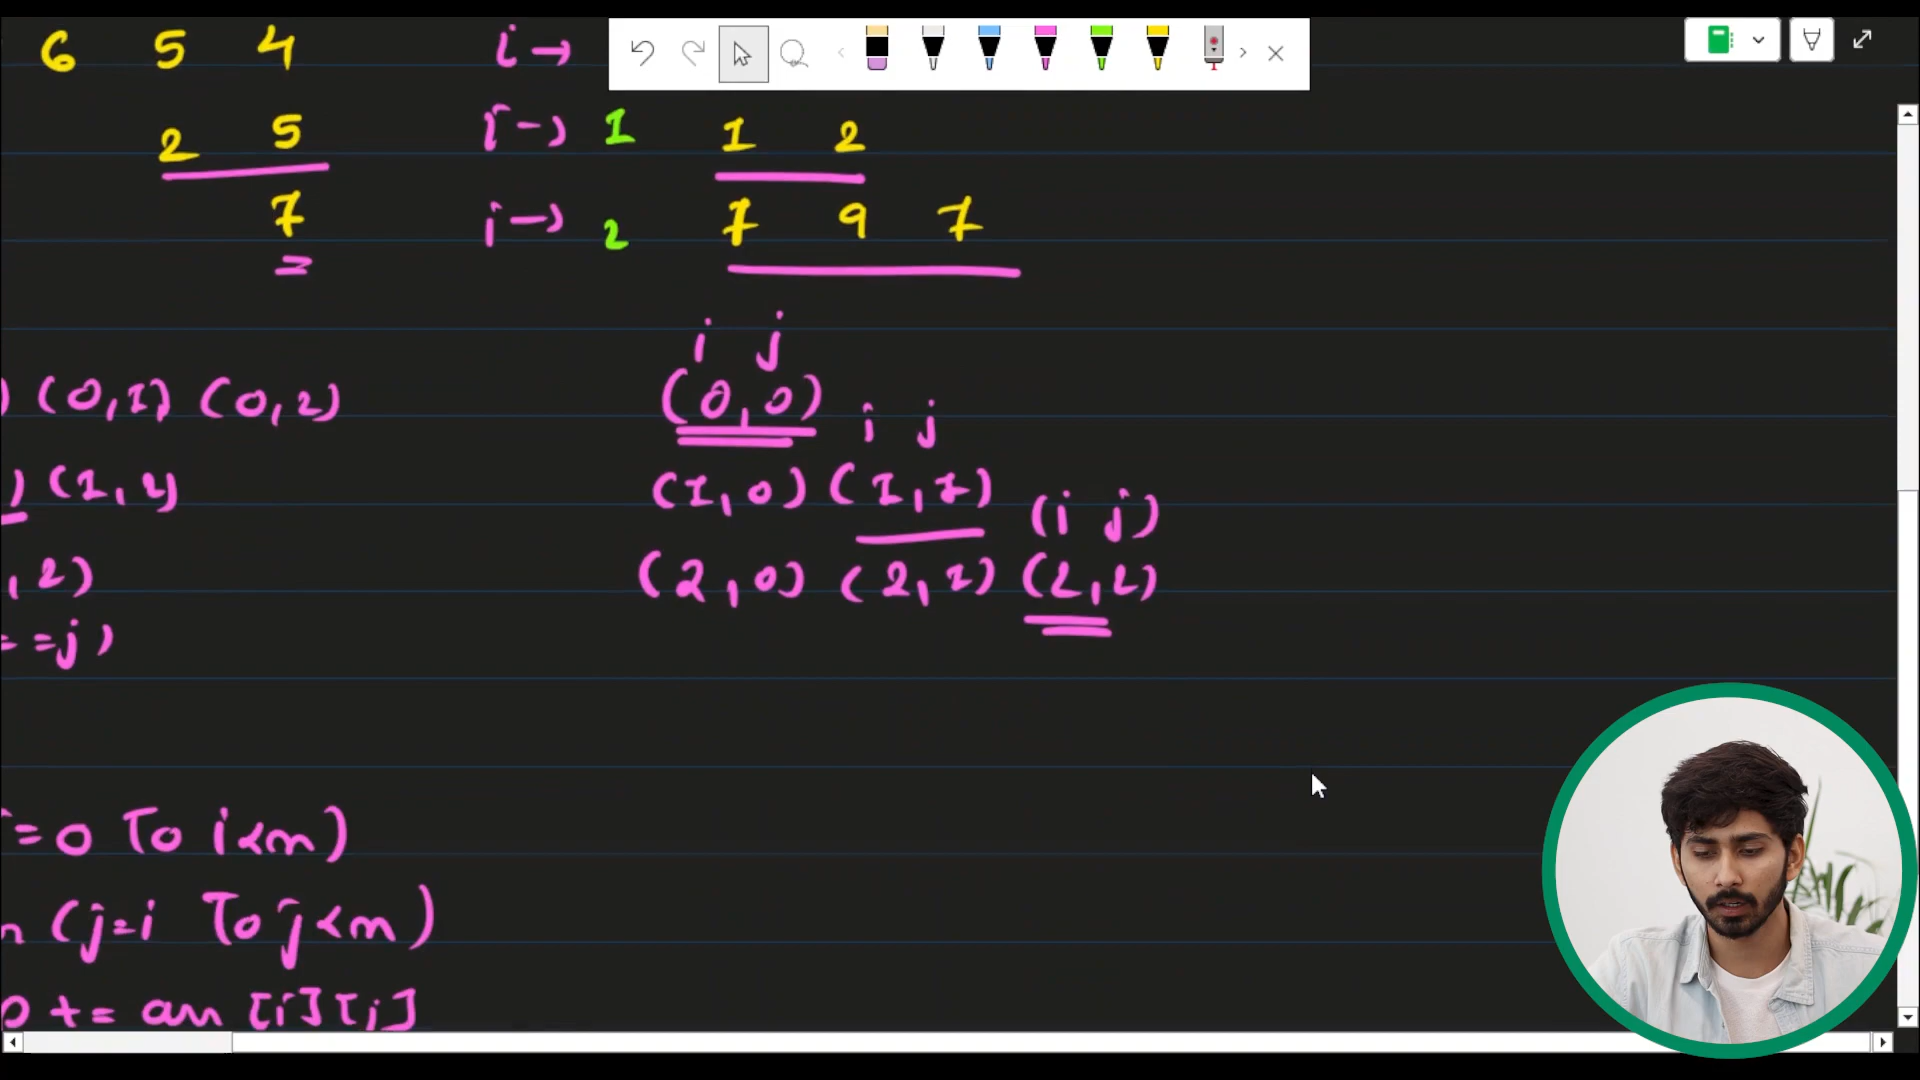 6 5 4 i →
2 5 i → 1 1 2
7 i → 2 7 9 7
i j
) (0,1) (0,2) (0,0) i j
) (1,2) (1,0) (1,1) (i j)
,2) (2,0) (2,1) (2,2)
= =j)
=0 To i<n)
(j=i To j<n)
+= arr [i][j]